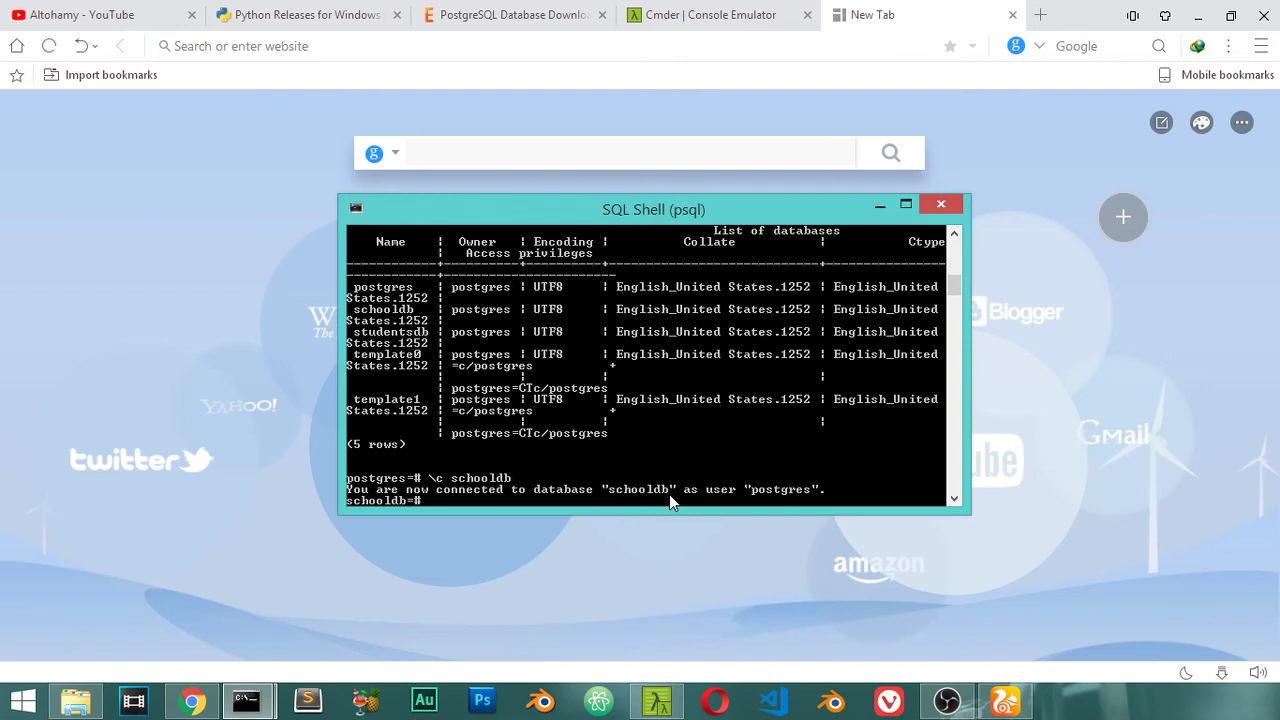 Altohamy - YouTube
Python Releases for Windows
PostgreSQL Database Downloa
Cmder | Console Emulator
New Tab
Search or enter website
Google
Import bookmarks
Mobile bookmarks
SQL Shell (psql)
List of databases
Name | Owner | Encoding | Collate | Ctype
| Access privileges
-----------+----------+----------+----------------------------+---------------
-------------+-----------------------
postgres | postgres | UTF8 | English_United States.1252 | English_United
States.1252 |
schooldb | postgres | UTF8 | English_United States.1252 | English_United
States.1252 |
studentsdb | postgres | UTF8 | English_United States.1252 | English_United
States.1252 |
template0 | postgres | UTF8 | English_United States.1252 | English_United
States.1252 | =c/postgres +
| | | |
| postgres=CTc/postgres
template1 | postgres | UTF8 | English_United States.1252 | English_United
States.1252 | =c/postgres +
| | | |
| postgres=CTc/postgres
(5 rows)
postgres=# \c schooldb
You are now connected to database "schooldb" as user "postgres".
schooldb=#
Blogger
YAHOO!
Gmail
twitter
amazon
Au
Ps